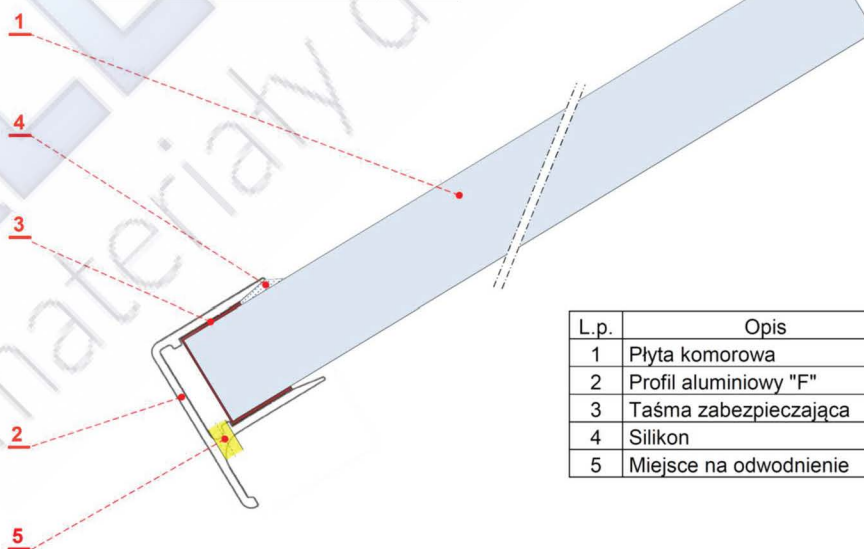 1
4
3
2
5
materiały d
L.p. Opis
1 Płyta komorowa
2 Profil aluminiowy "F"
3 Taśma zabezpieczająca
4 Silikon
5 Miejsce na odwodnienie